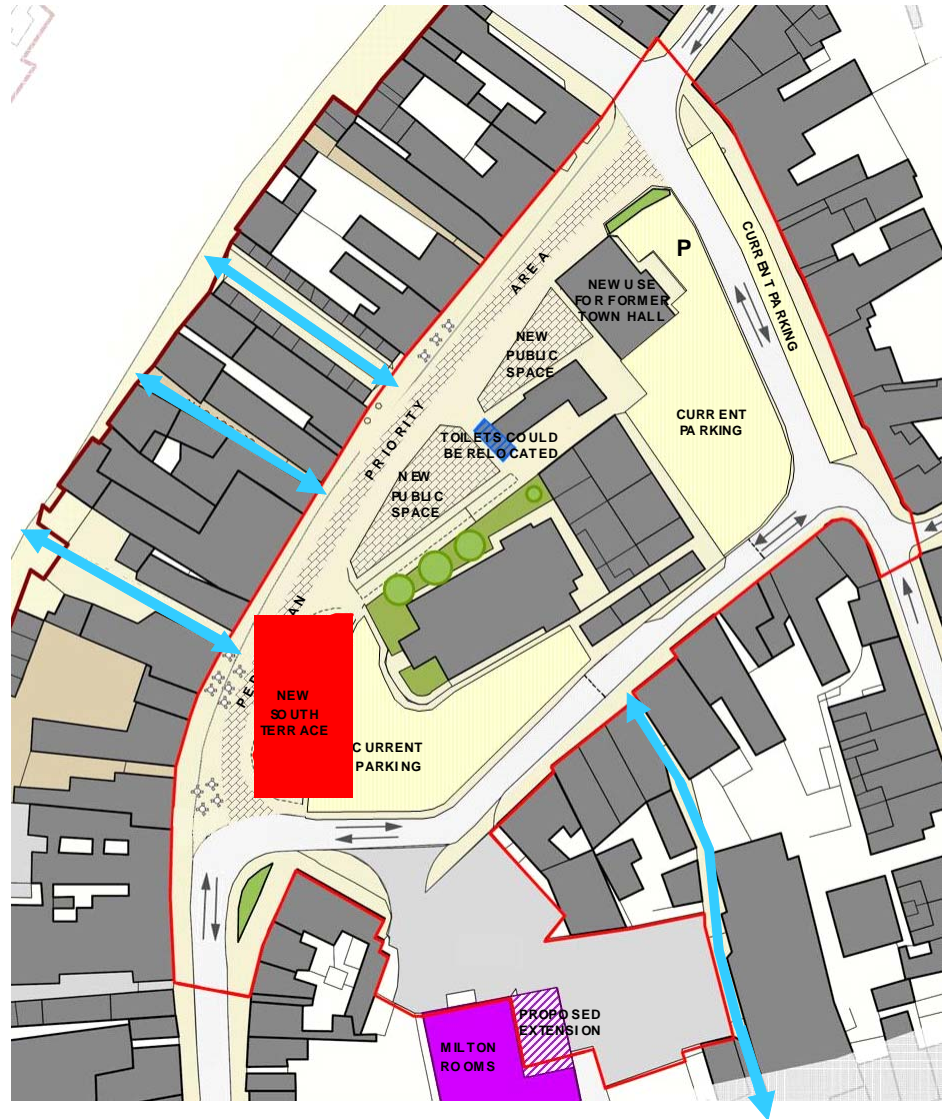 AREA
P
CURRENT PARKING
NEW USE
FOR FORMER
TOWN HALL
NEW
PUBLIC
SPACE
PRIORITY
CURRENT
PARKING
TOILETS COULD
BE RELOCATED
NEW
PUBLIC
SPACE
NEW
SOUTH
TERRACE
CURRENT
PARKING
PROPOSED
EXTENSION
MILTON
ROOMS